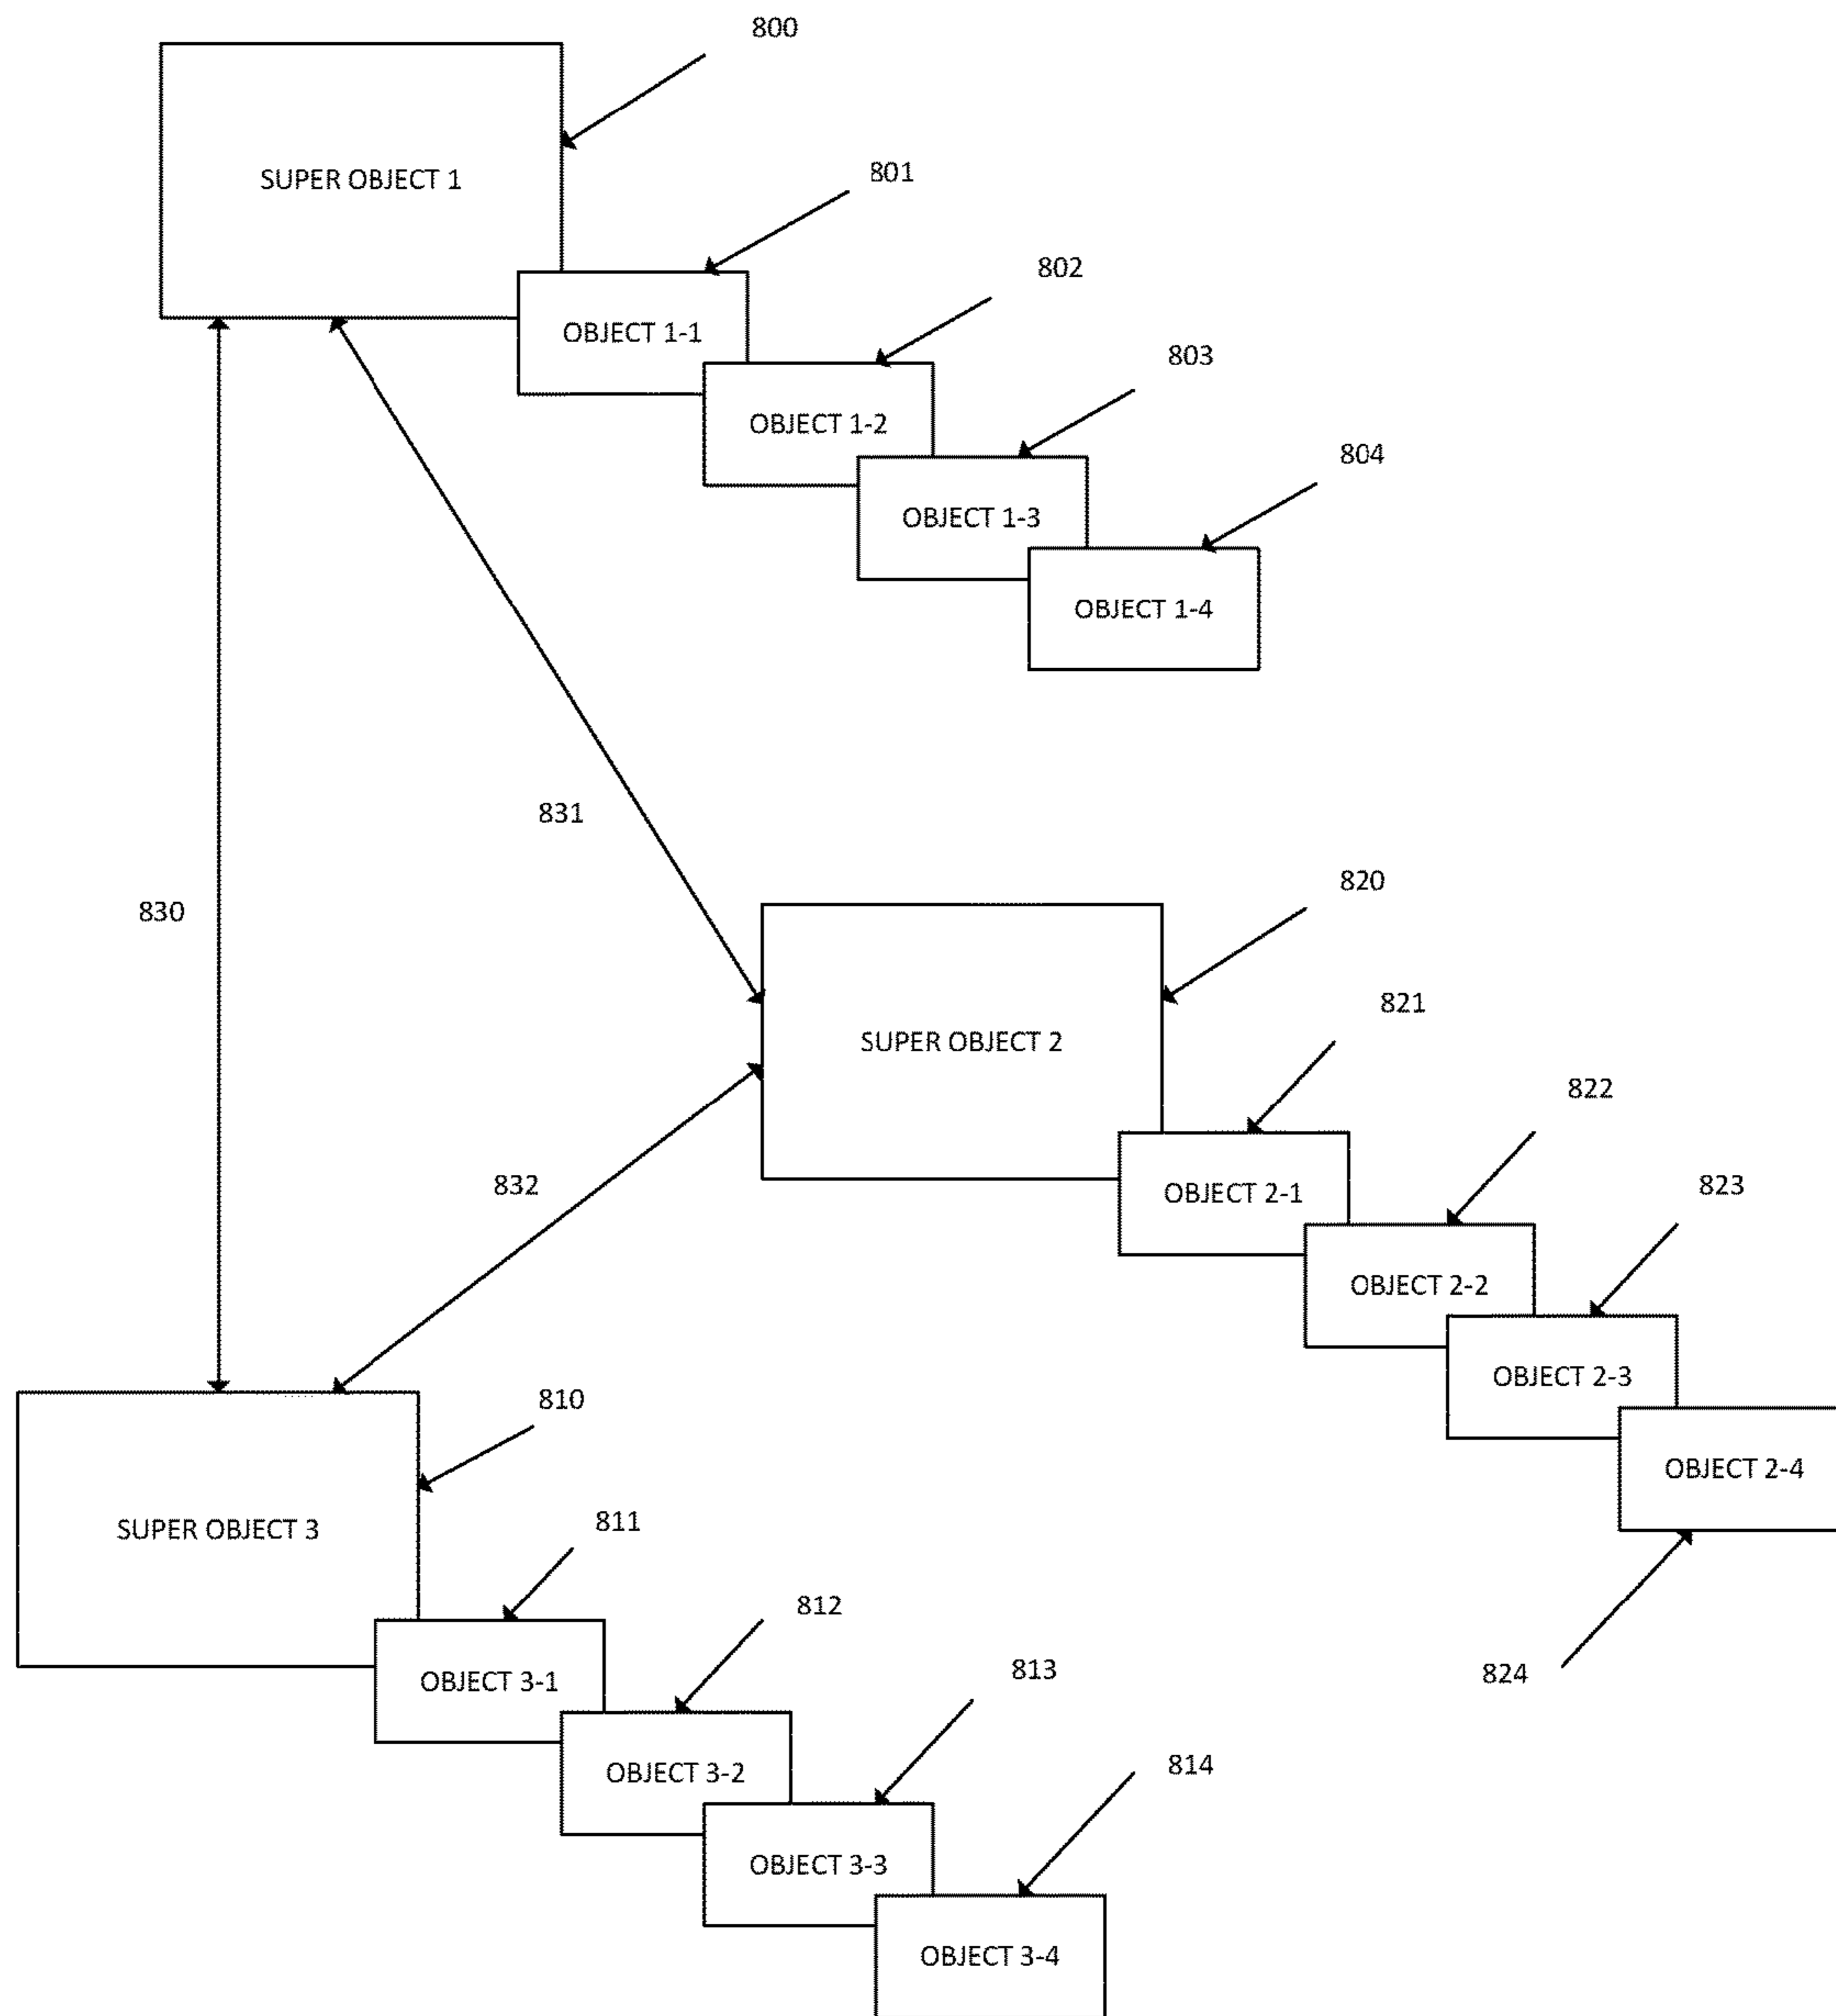 800
SUPER OBJECT 1
801
802
OBJECT 1-1
803
OBJECT 1-2
804
OBJECT 1-3
OBJECT 1-4
831
830
820
821
SUPER OBJECT 2
822
832
823
OBJECT 2-1
OBJECT 2-2
OBJECT 2-3
810
OBJECT 2-4
SUPER OBJECT 3
811
812
824
813
OBJECT 3-1
OBJECT 3-2
814
OBJECT 3-3
OBJECT 3-4